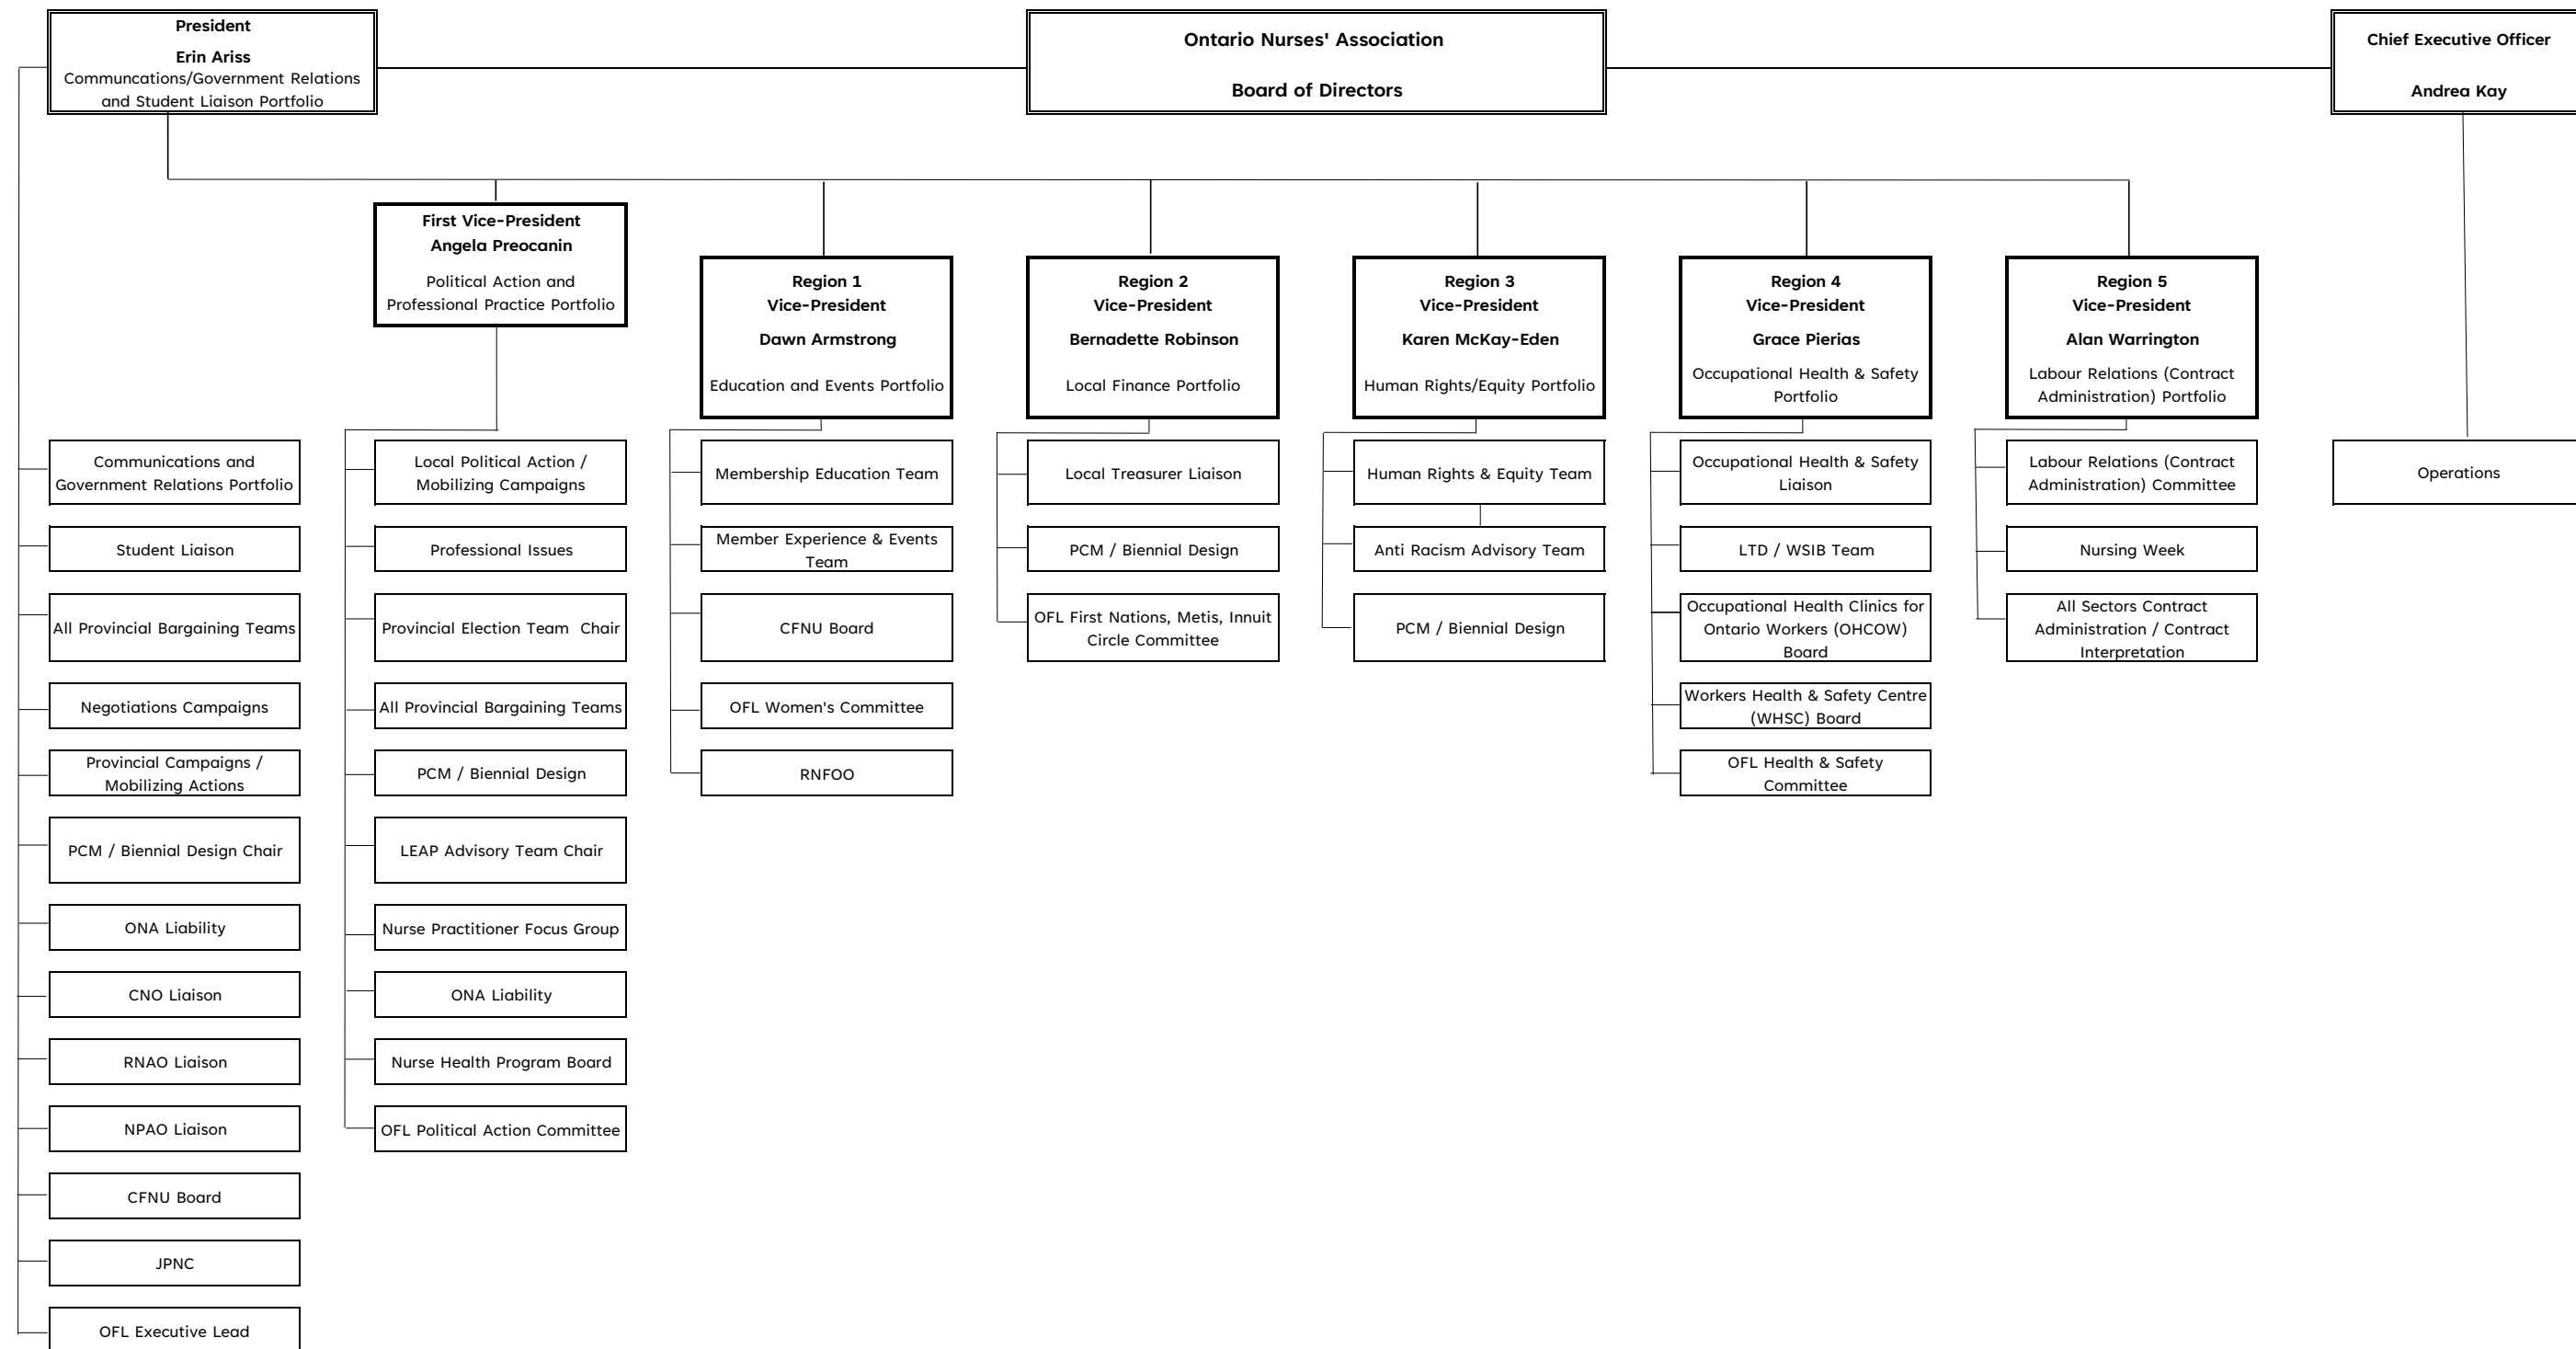 President
Erin Ariss
Communcations/Government Relations
and Student Liaison Portfolio
Ontario Nurses' Association
Board of Directors
Chief Executive Officer
Andrea Kay
First Vice-President
Angela Preocanin
Political Action and
Professional Practice Portfolio
Region 1
Vice-President
Dawn Armstrong
Education and Events Portfolio
Region 2
Vice-President
Bernadette Robinson
Local Finance Portfolio
Region 3
Vice-President
Karen McKay-Eden
Human Rights/Equity Portfolio
Region 4
Vice-President
Grace Pierias
Occupational Health & Safety
Portfolio
Region 5
Vice-President
Alan Warrington
Labour Relations (Contract
Administration) Portfolio
Communications and
Government Relations Portfolio
Student Liaison
All Provincial Bargaining Teams
Negotiations Campaigns
Provincial Campaigns /
Mobilizing Actions
PCM / Biennial Design Chair
ONA Liability
CNO Liaison
RNAO Liaison
NPAO Liaison
CFNU Board
JPNC
OFL Executive Lead
Local Political Action /
Mobilizing Campaigns
Professional Issues
Provincial Election Team  Chair
All Provincial Bargaining Teams
PCM / Biennial Design
LEAP Advisory Team Chair
Nurse Practitioner Focus Group
ONA Liability
Nurse Health Program Board
OFL Political Action Committee
Membership Education Team
Member Experience & Events
Team
CFNU Board
OFL Women's Committee
RNFOO
Local Treasurer Liaison
PCM / Biennial Design
OFL First Nations, Metis, Innuit
Circle Committee
Human Rights & Equity Team
Anti Racism Advisory Team
PCM / Biennial Design
Occupational Health & Safety
Liaison
LTD / WSIB Team
Occupational Health Clinics for
Ontario Workers (OHCOW)
Board
Workers Health & Safety Centre
(WHSC) Board
OFL Health & Safety
Committee
Labour Relations (Contract
Administration) Committee
Nursing Week
All Sectors Contract
Administration / Contract
Interpretation
Operations